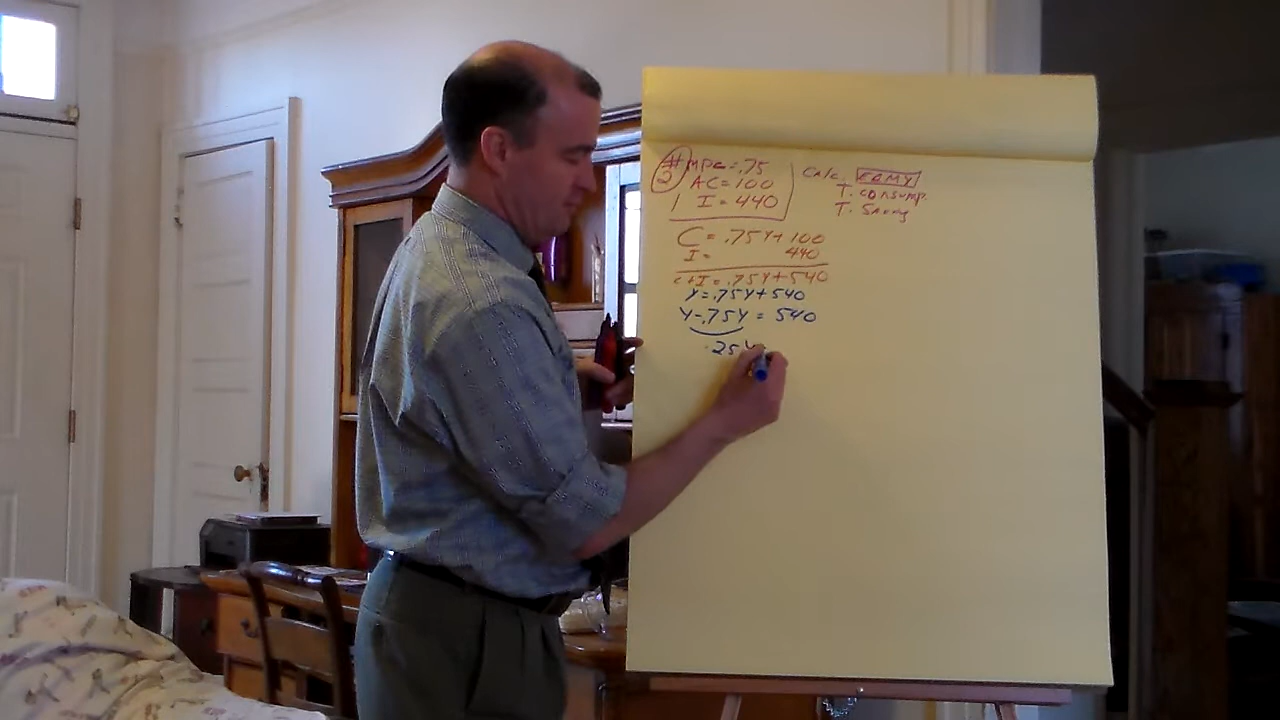 #2 MPC = .75
AC = 100
I = 440
CALC. EQMY
T. CONSUMP.
T. Saving
C = .75Y + 100
I = 440
C+I = .75Y + 540
Y = .75Y + 540
Y - .75Y = 540
.25Y